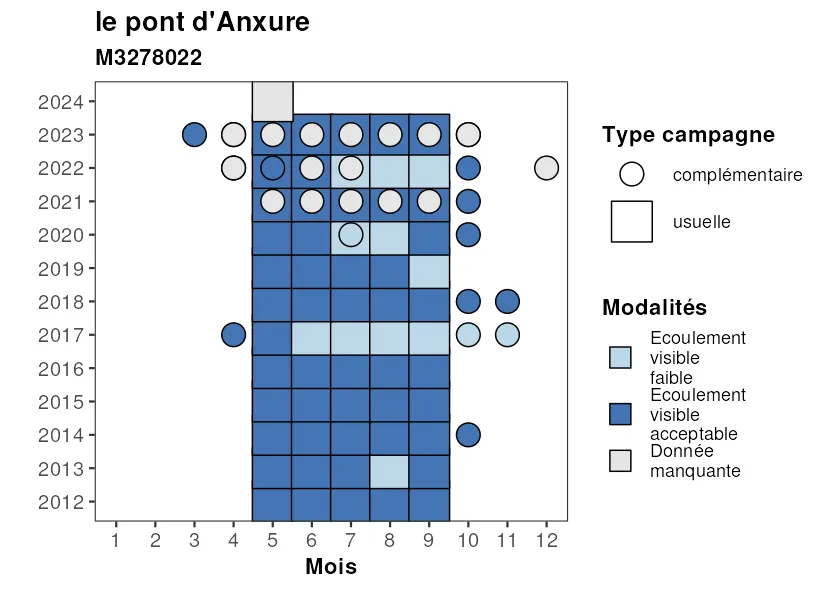 le pont d'Anxure
M3278022
2024
2023
2022
2021
2020
2019
2018
2017
2016
2015
2014
2013
2012
1 2 3 4 5 6 7 8 9 10 11 12
Mois
Type campagne
complémentaire
usuelle
Modalités
Ecoulement
visible
faible
Ecoulement
visible
acceptable
Donnée
manquante